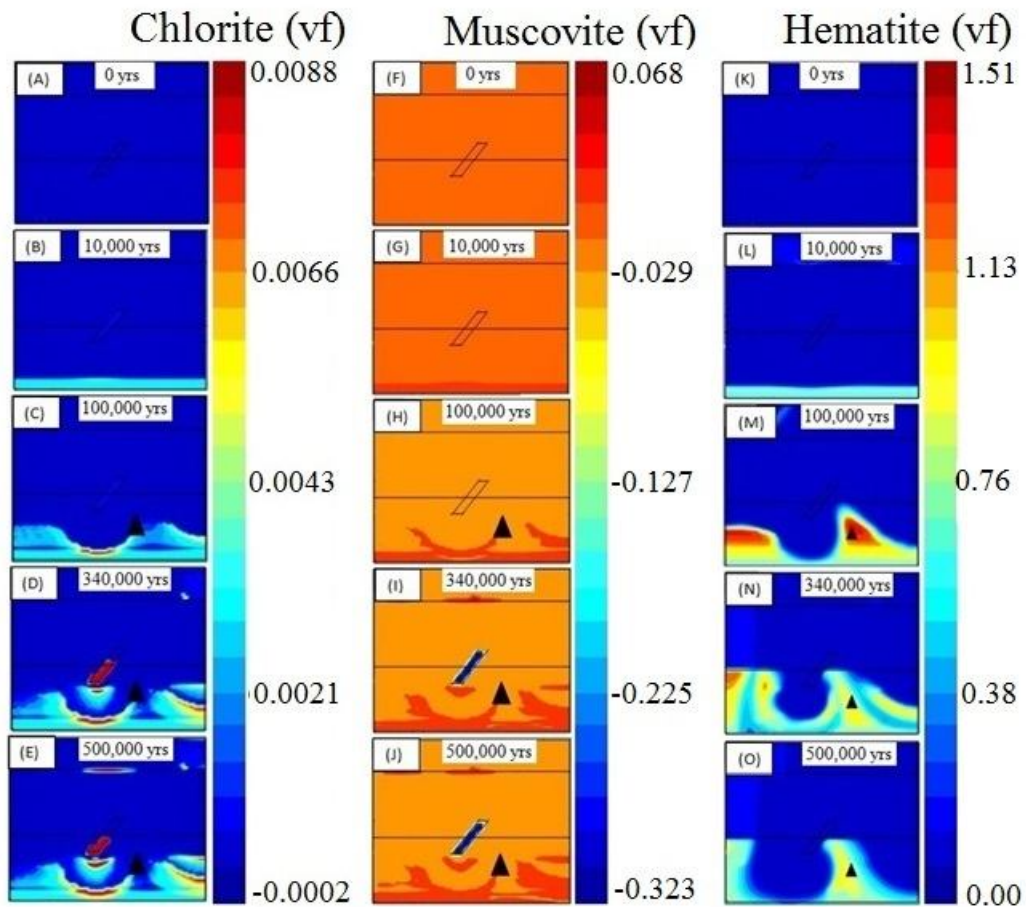 Chlorite (vf)
Muscovite (vf)
Hematite (vf)
(A)
0 yrs
0.0088
(F)
0 yrs
0.068
(K)
0 yrs
1.51
(B)
10,000 yrs
0.0066
(G)
10,000 yrs
-0.029
(L)
10,000 yrs
1.13
(C)
100,000 yrs
0.0043
(H)
100,000 yrs
-0.127
(M)
100,000 yrs
0.76
(D)
340,000 yrs
0.0021
(I)
340,000 yrs
-0.225
(N)
340,000 yrs
0.38
(E)
500,000 yrs
-0.0002
(J)
500,000 yrs
-0.323
(O)
500,000 yrs
0.00